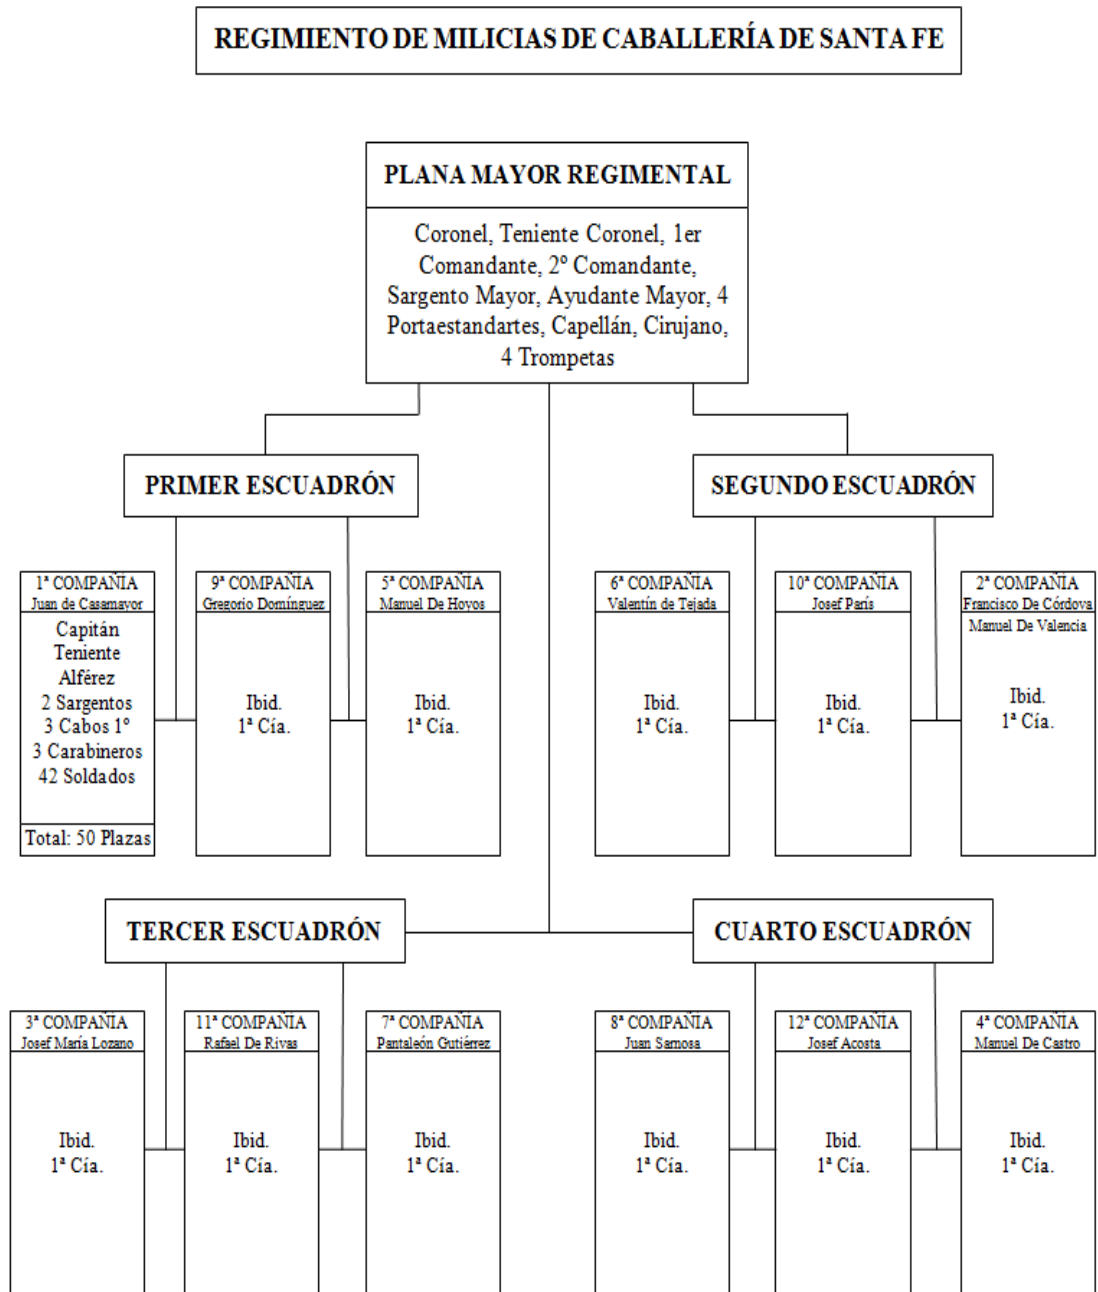 REGIMIENTO DE MILICIAS DE CABALLERÍA DE SANTA FE
PLANA MAYOR REGIMENTAL
Coronel, Teniente Coronel, 1er
Comandante, 2º Comandante,
Sargento Mayor, Ayudante Mayor, 4
Portaestandartes, Capellán, Cirujano,
4 Trompetas
PRIMER ESCUADRÓN
1ª COMPAÑIA
Juan de Casamayor
Capitán
Teniente
Alférez
2 Sargentos
3 Cabos 1º
3 Carabineros
42 Soldados
Total: 50 Plazas
9ª COMPAÑIA
Gregorio Domínguez
Ibid.
1ª Cía.
5ª COMPAÑIA
Manuel De Hoyos
Ibid.
1ª Cía.
SEGUNDO ESCUADRÓN
6ª COMPAÑIA
Valentín de Tejada
Ibid.
1ª Cía.
10ª COMPAÑIA
Josef París
Ibid.
1ª Cía.
2ª COMPAÑIA
Francisco De Córdova
Manuel De Valencia
Ibid.
1ª Cía.
TERCER ESCUADRÓN
3ª COMPAÑIA
Josef María Lozano
Ibid.
1ª Cía.
11ª COMPAÑIA
Rafael De Rivas
Ibid.
1ª Cía.
7ª COMPAÑIA
Pantaleón Gutiérrez
Ibid.
1ª Cía.
CUARTO ESCUADRÓN
8ª COMPAÑIA
Juan Samosa
Ibid.
1ª Cía.
12ª COMPAÑIA
Josef Acosta
Ibid.
1ª Cía.
4ª COMPAÑIA
Manuel De Castro
Ibid.
1ª Cía.